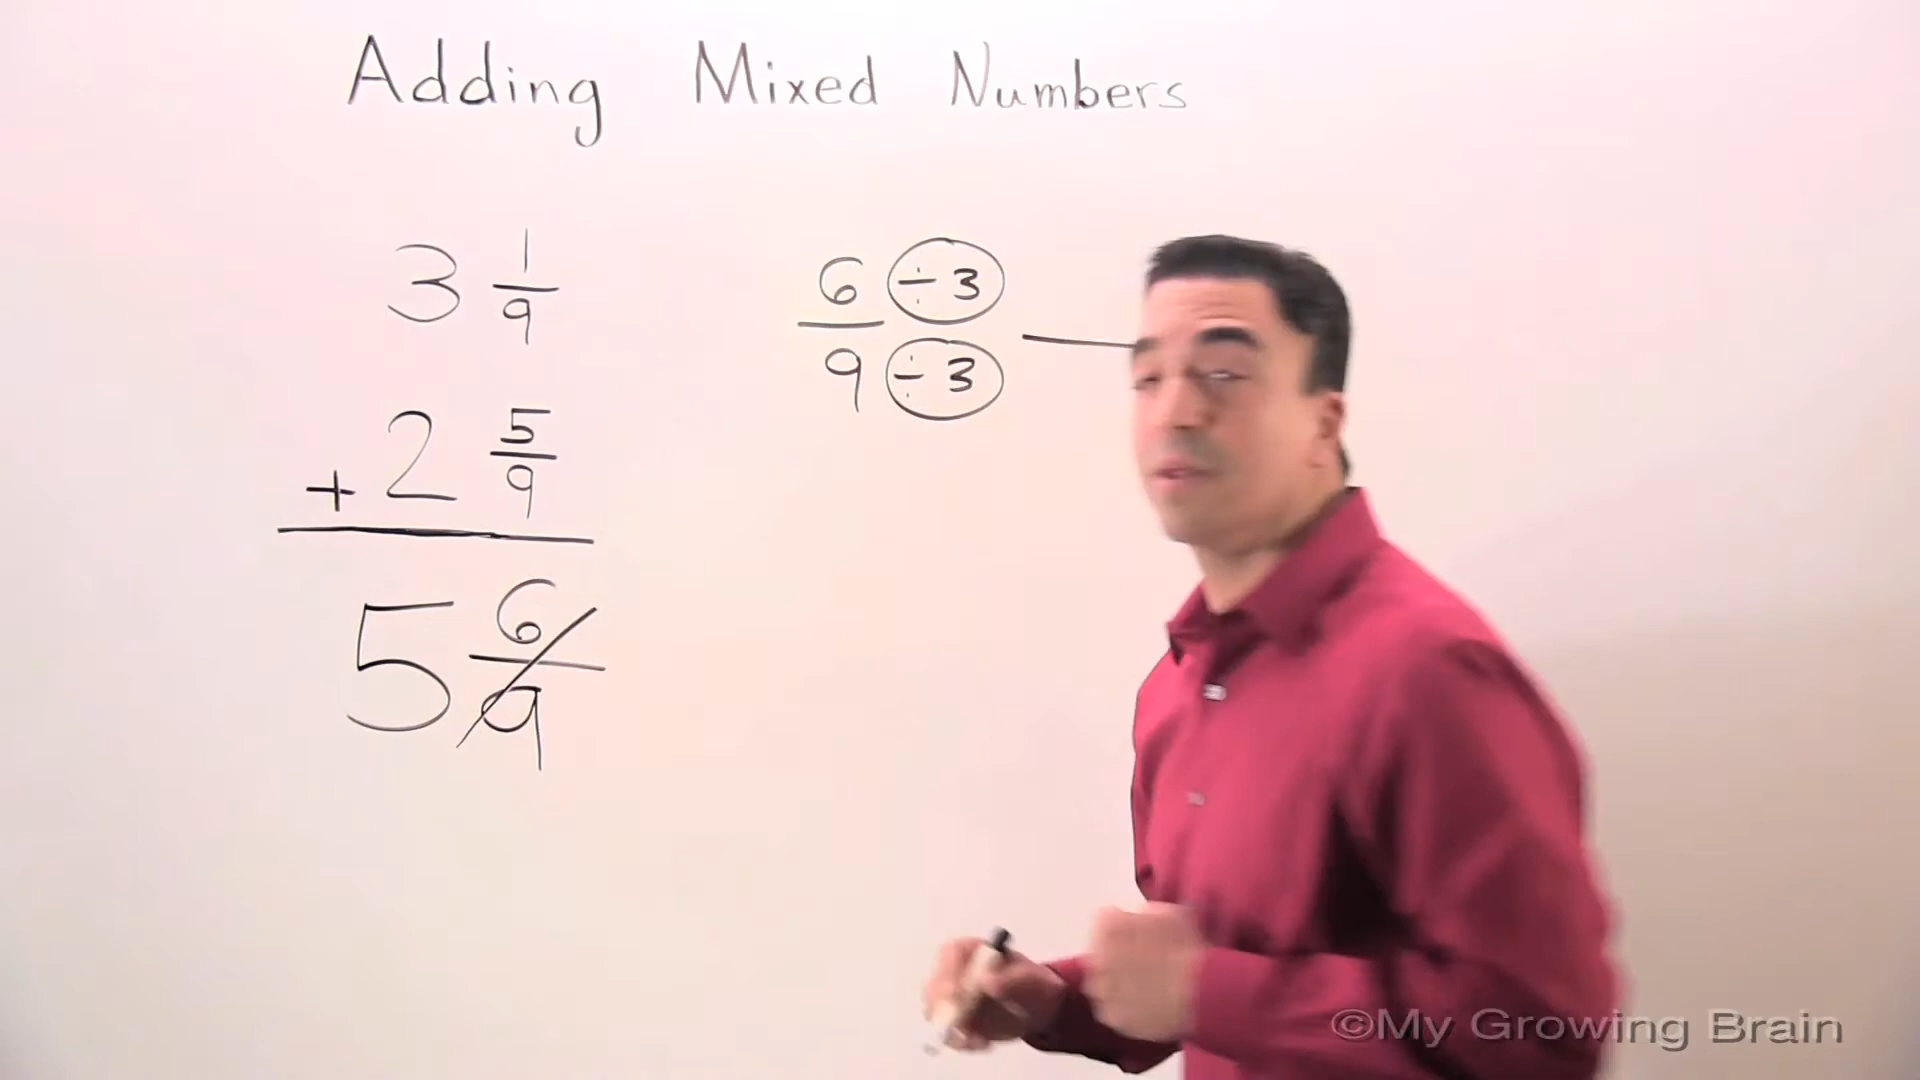 Adding Mixed Numbers
3 1/9
+ 2 5/9
5 6/9
6 ÷ 3
9 ÷ 3
©My Growing Brain